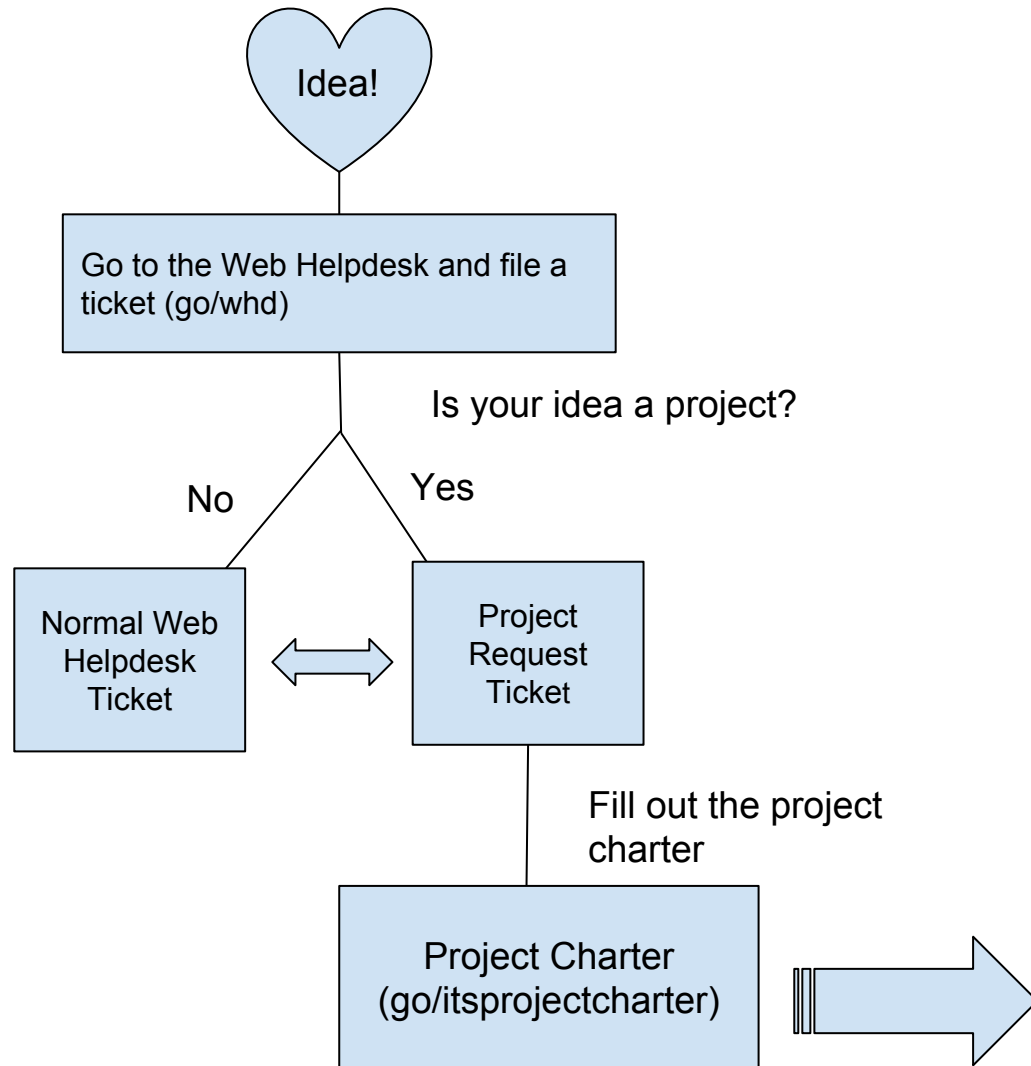 Idea!
Go to the Web Helpdesk and file a
ticket (go/whd)
Is your idea a project?
No
Yes
Normal Web
Helpdesk
Ticket
Project
Request
Ticket
Fill out the project
charter
Project Charter
(go/itsprojectcharter)